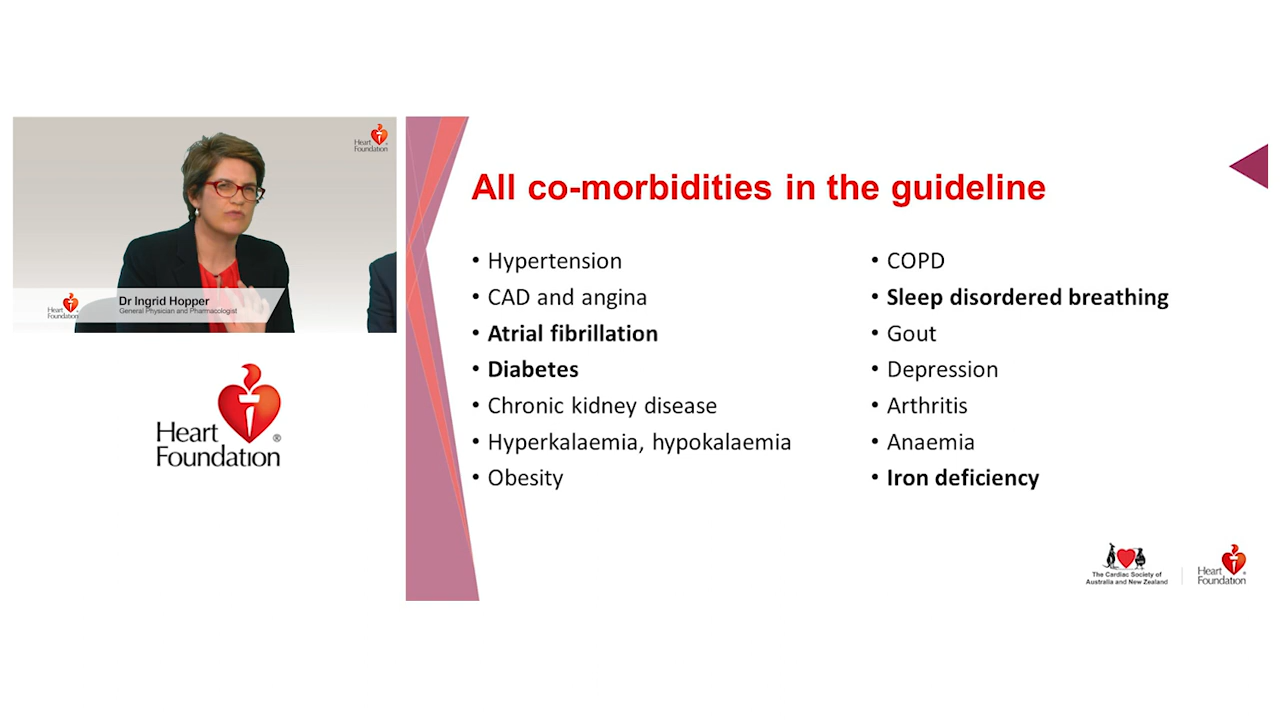 Heart
Foundation
Dr Ingrid Hopper
General Physician and Pharmacologist
Heart
Foundation
Heart
Foundation
All co-morbidities in the guideline
• Hypertension
• CAD and angina
• Atrial fibrillation
• Diabetes
• Chronic kidney disease
• Hyperkalaemia, hypokalaemia
• Obesity
• COPD
• Sleep disordered breathing
• Gout
• Depression
• Arthritis
• Anaemia
• Iron deficiency
The Cardiac Society of
Australia and New Zealand
Heart
Foundation